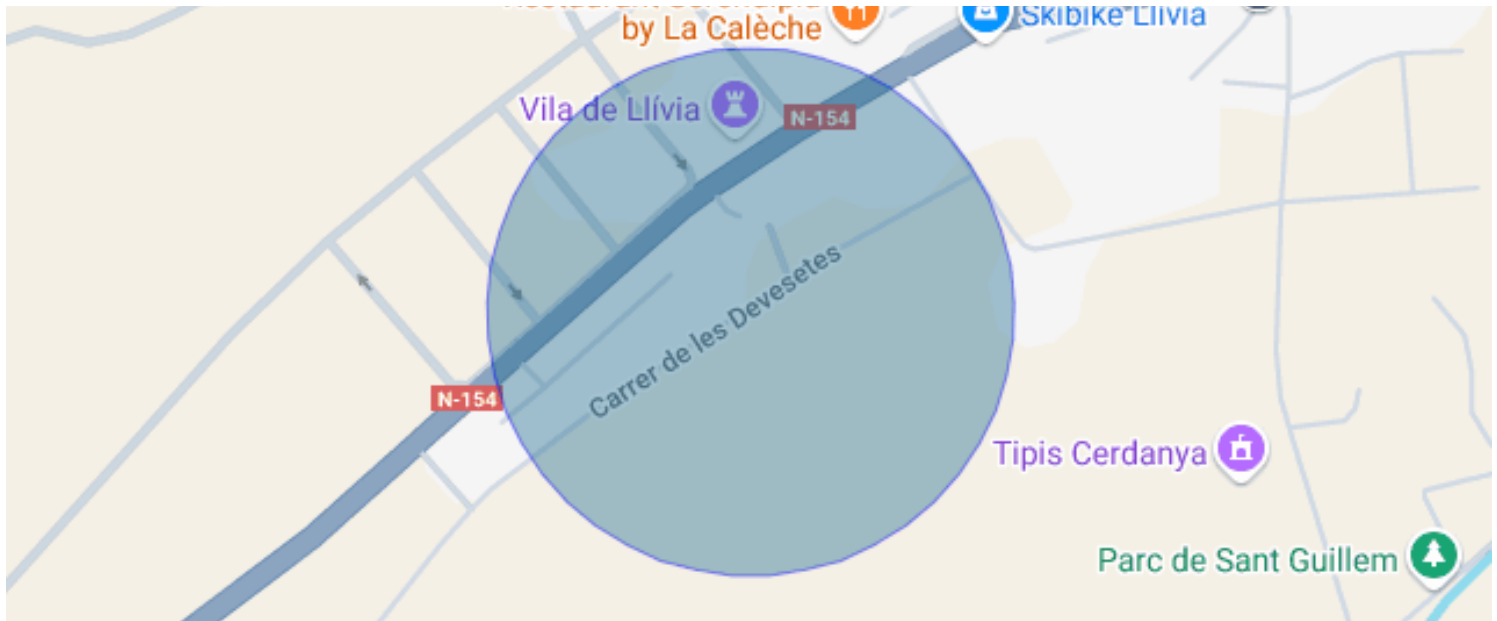 by La Calèche
Skibike Llívia
Vila de Llívia
N-154
Carrer de les Devesetes
N-154
Tipis Cerdanya
Parc de Sant Guillem